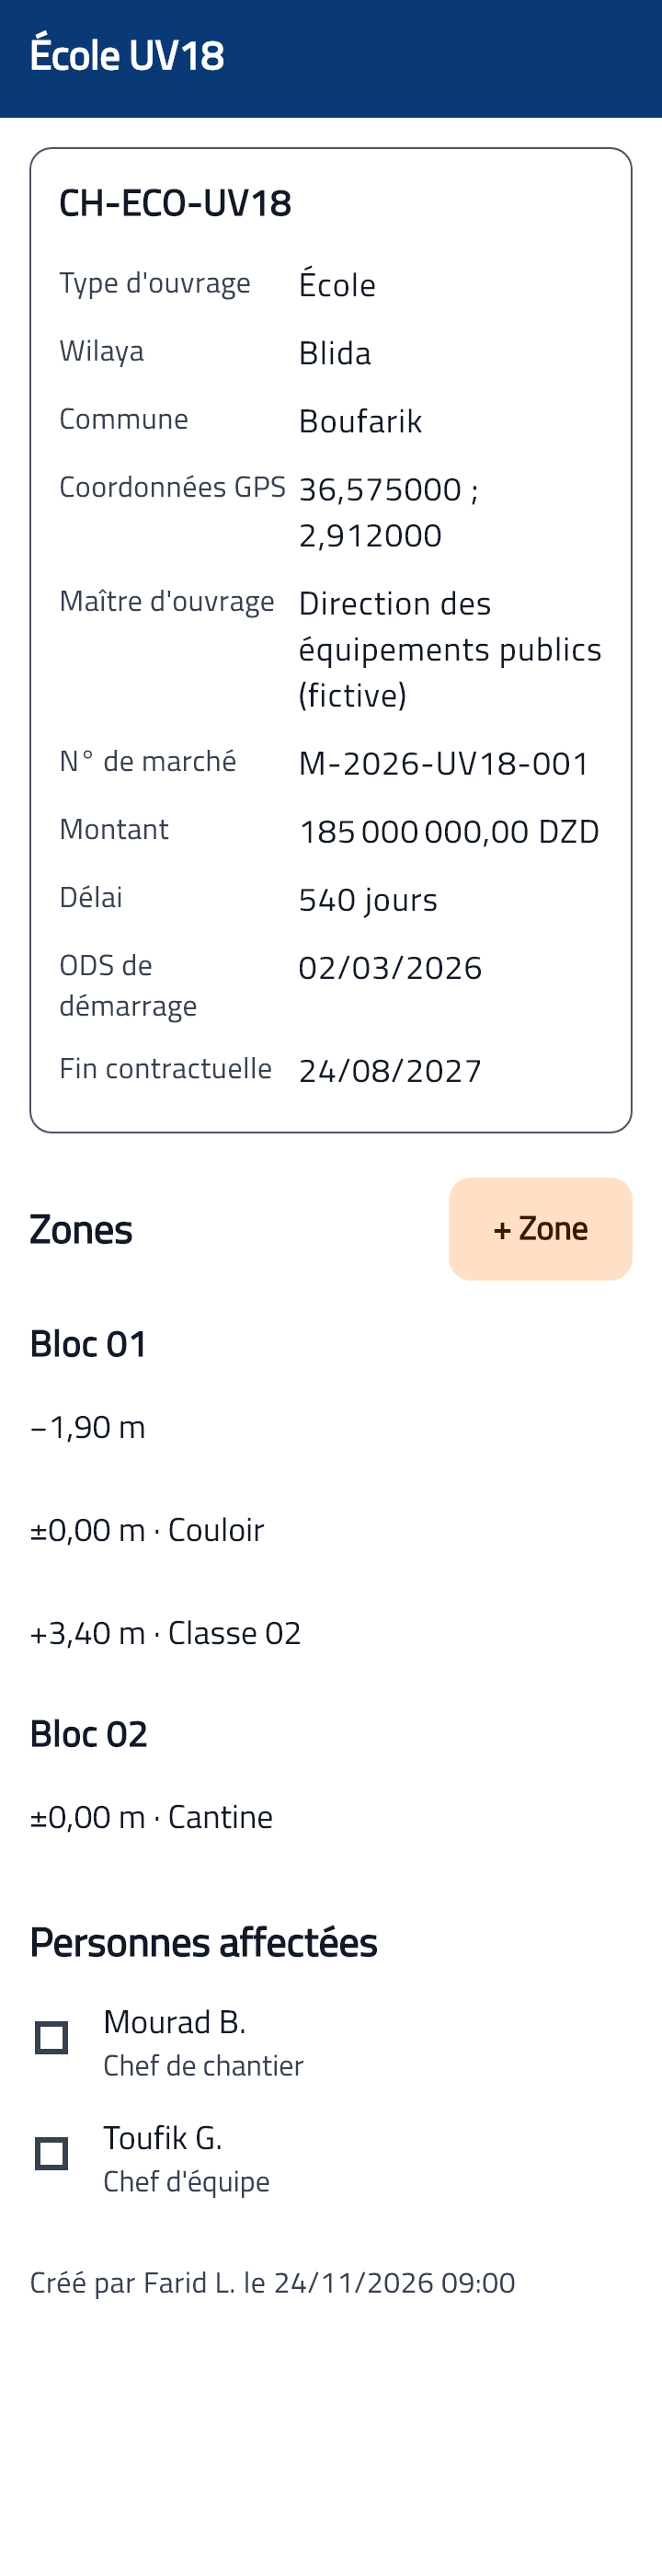 École UV18
CH-ECO-UV18
Type d'ouvrage École
Wilaya Blida
Commune Boufarik
Coordonnées GPS 36,575000 ;
2,912000
Maître d'ouvrage Direction des
équipements publics
(fictive)
N° de marché M-2026-UV18-001
Montant 185 000 000,00 DZD
Délai 540 jours
ODS de 02/03/2026
démarrage
Fin contractuelle 24/08/2027
Zones + Zone
Bloc 01
−1,90 m
±0,00 m · Couloir
+3,40 m · Classe 02
Bloc 02
±0,00 m · Cantine
Personnes affectées
Mourad B.
Chef de chantier
Toufik G.
Chef d'équipe
Créé par Farid L. le 24/11/2026 09:00